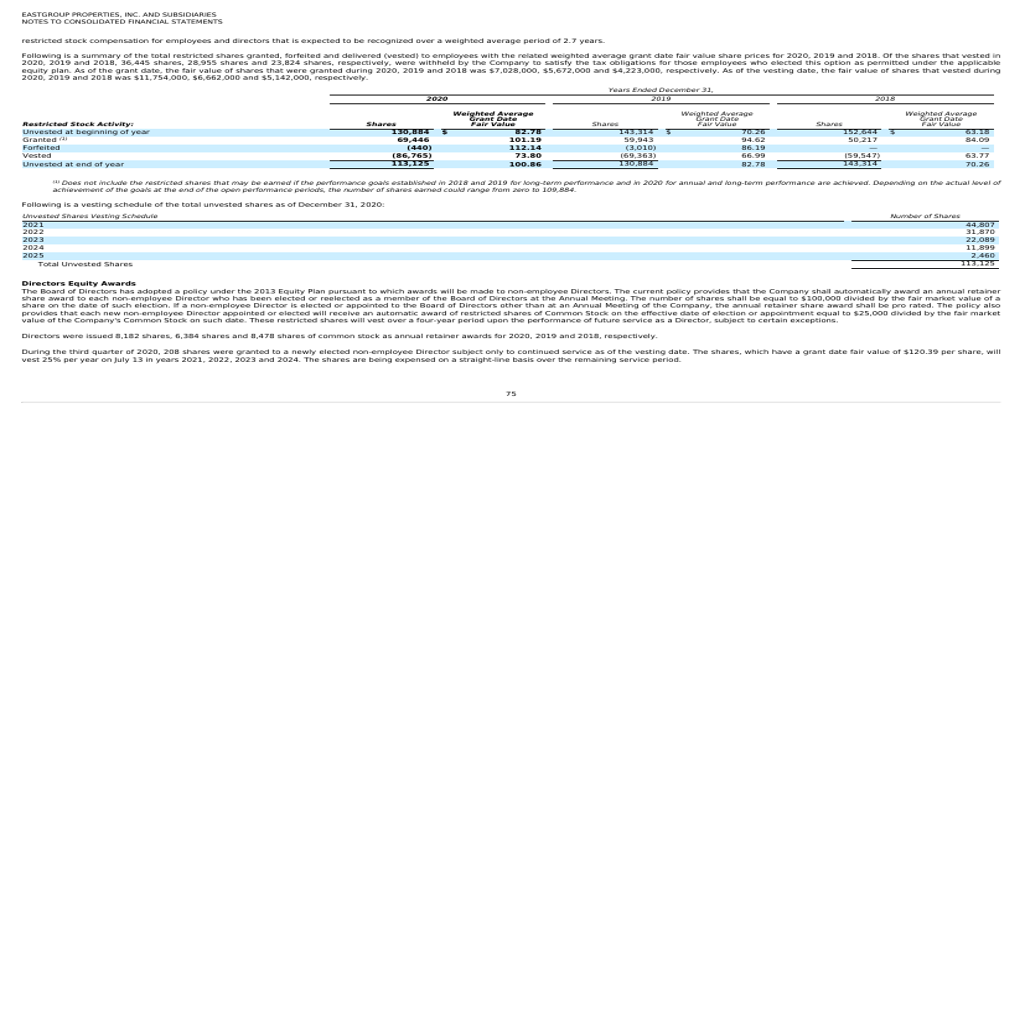 EASTGROUP PROPERTIES, INC. AND SUBSIDIARIES
NOTES TO CONSOLIDATED FINANCIAL STATEMENTS
restricted stock compensation for employees and directors that is expected to be recognized over a weighted average period of 2.7 years.
Following is a summary of the total restricted shares granted, forfeited and delivered (vested) to employees with the related weighted average grant date fair value share prices for 2020, 2019 and 2018. Of the shares that vested in
2020, 2019 and 2018, 36,445 shares, 28,955 shares and 23,824 shares, respectively, were withheld by the Company to satisfy the tax obligations for those employees who elected this option as permitted under the applicable
equity plan. As of the grant date, the fair value of shares that were granted during 2020, 2019 and 2018 was $7,028,000, $5,672,000 and $4,223,000, respectively. As of the vesting date, the fair value of shares that vested during
2020, 2019 and 2018 was $11,754,000, $6,662,000 and $5,142,000, respectively.
Years Ended December 31,
2020 2019 2018
Restricted Stock Activity: Shares Weighted Average Grant Date Fair Value Shares Weighted Average Grant Date Fair Value Shares Weighted Average Grant Date Fair Value
Unvested at beginning of year 130,884 $ 82.78 143,314 $ 70.26 152,644 $ 63.18
Granted (1) 69,446 101.19 59,943 94.62 50,217 84.09
Forfeited (440) 112.14 (3,010) 86.19 — —
Vested (86,765) 73.80 (69,363) 66.99 (59,547) 63.77
Unvested at end of year 113,125 100.86 130,884 82.78 143,314 70.26
(1) Does not include the restricted shares that may be earned if the performance goals established in 2018 and 2019 for long-term performance and in 2020 for annual and long-term performance are achieved. Depending on the actual level of
achievement of the goals at the end of the open performance periods, the number of shares earned could range from zero to 109,884.
Following is a vesting schedule of the total unvested shares as of December 31, 2020:
Unvested Shares Vesting Schedule Number of Shares
2021 44,807
2022 31,870
2023 22,089
2024 11,899
2025 2,460
Total Unvested Shares 113,125
Directors Equity Awards
The Board of Directors has adopted a policy under the 2013 Equity Plan pursuant to which awards will be made to non-employee Directors. The current policy provides that the Company shall automatically award an annual retainer
share award to each non-employee Director who has been elected or reelected as a member of the Board of Directors at the Annual Meeting. The number of shares shall be equal to $100,000 divided by the fair market value of a
share on the date of such election. If a non-employee Director is elected or appointed to the Board of Directors other than at an Annual Meeting of the Company, the annual retainer share award shall be pro rated. The policy also
provides that each new non-employee Director appointed or elected will receive an automatic award of restricted shares of Common Stock on the effective date of election or appointment equal to $25,000 divided by the fair market
value of the Company's Common Stock on such date. These restricted shares will vest over a four-year period upon the performance of future service as a Director, subject to certain exceptions.
Directors were issued 8,182 shares, 6,384 shares and 8,478 shares of common stock as annual retainer awards for 2020, 2019 and 2018, respectively.
During the third quarter of 2020, 208 shares were granted to a newly elected non-employee Director subject only to continued service as of the vesting date. The shares, which have a grant date fair value of $120.39 per share, will
vest 25% per year on July 13 in years 2021, 2022, 2023 and 2024. The shares are being expensed on a straight-line basis over the remaining service period.
75